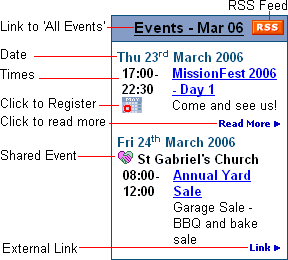 RSS Feed
Link to 'All Events'
Events - Mar 06
RSS
Date
Thu 23rd March 2006
Times
17:00-
22:30
MissionFest 2006
- Day 1
Click to Register
Come and see us!
Click to read more
Read More
Fri 24th March 2006
Shared Event
St Gabriel's Church
08:00-
12:00
Annual Yard
Sale
Garage Sale -
BBQ and bake
sale
External Link
Link